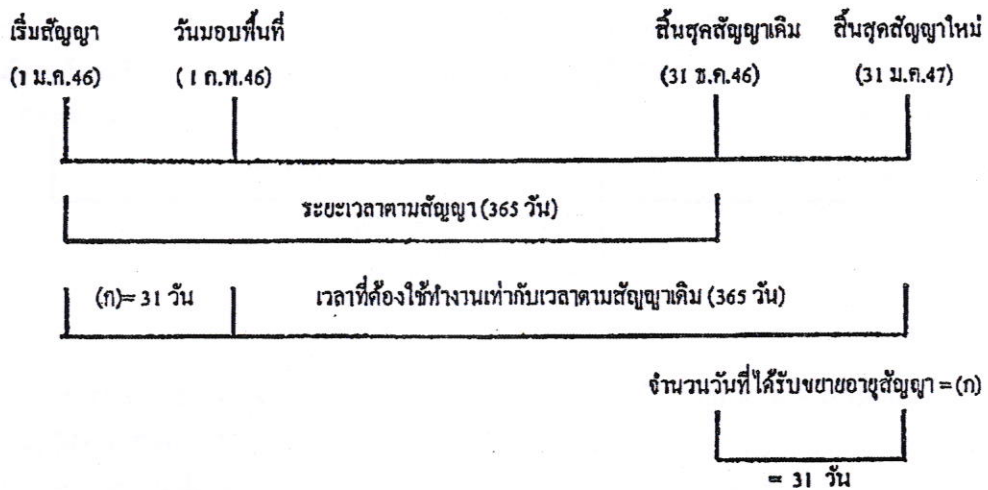 เริ่มสัญญา วันมอบพื้นที่ สิ้นสุดสัญญาเดิม สิ้นสุดสัญญาใหม่
(1 ม.ค.46) (1 ก.พ.46) (31 ธ.ค.46) (31 ม.ค.47)
ระยะเวลาตามสัญญา (365 วัน)
(ก)= 31 วัน เวลาที่ต้องใช้ทำงานเท่ากับเวลาตามสัญญาเดิม (365 วัน)
จำนวนวันที่ได้รับขยายอายุสัญญา = (ก)
= 31 วัน